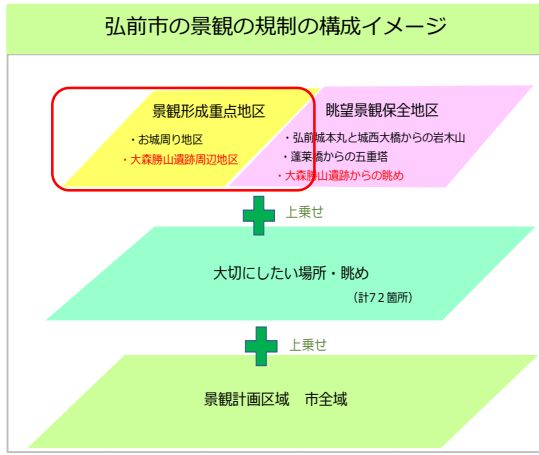 弘前市の景観の規制の構成イメージ
景観形成重点地区
・お城周り地区
・大森勝山遺跡周辺地区
眺望景観保全地区
・弘前城本丸と城西大橋からの岩木山
・蓬莱橋からの五重塔
・大森勝山遺跡からの眺め
上乗せ
大切にしたい場所・眺め
(計72箇所)
上乗せ
景観計画区域　市全域